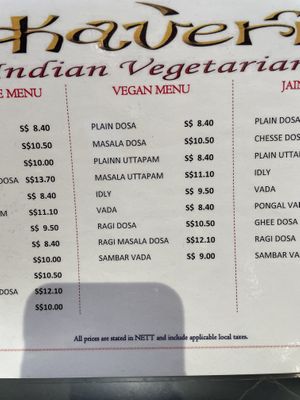 Kaveri
Indian Vegetarian
E MENU
S$ 8.40
S$10.50
S$10.00
DOSA S$13.70
S$ 8.40
AM S$11.10
S$ 9.50
S$ 8.40
S$10.00
S$10.50
DOSA S$12.10
S$10.00
VEGAN MENU
PLAIN DOSA S$ 8.40
MASALA DOSA S$10.50
PLAINN UTTAPAM S$ 8.40
MASALA UTTAPAM S$11.10
IDLY S$ 9.50
VADA S$ 8.40
RAGI DOSA S$10.50
RAGI MASALA DOSA S$12.10
SAMBAR VADA S$ 9.00
JAIN
PLAIN DOSA
CHESSE DOSA
PLAIN UTTAP
IDLY
VADA
PONGAL VA
GHEE DOSA
RAGI DOSA
SAMBAR VA
All prices are stated in NETT and include applicable local taxes.